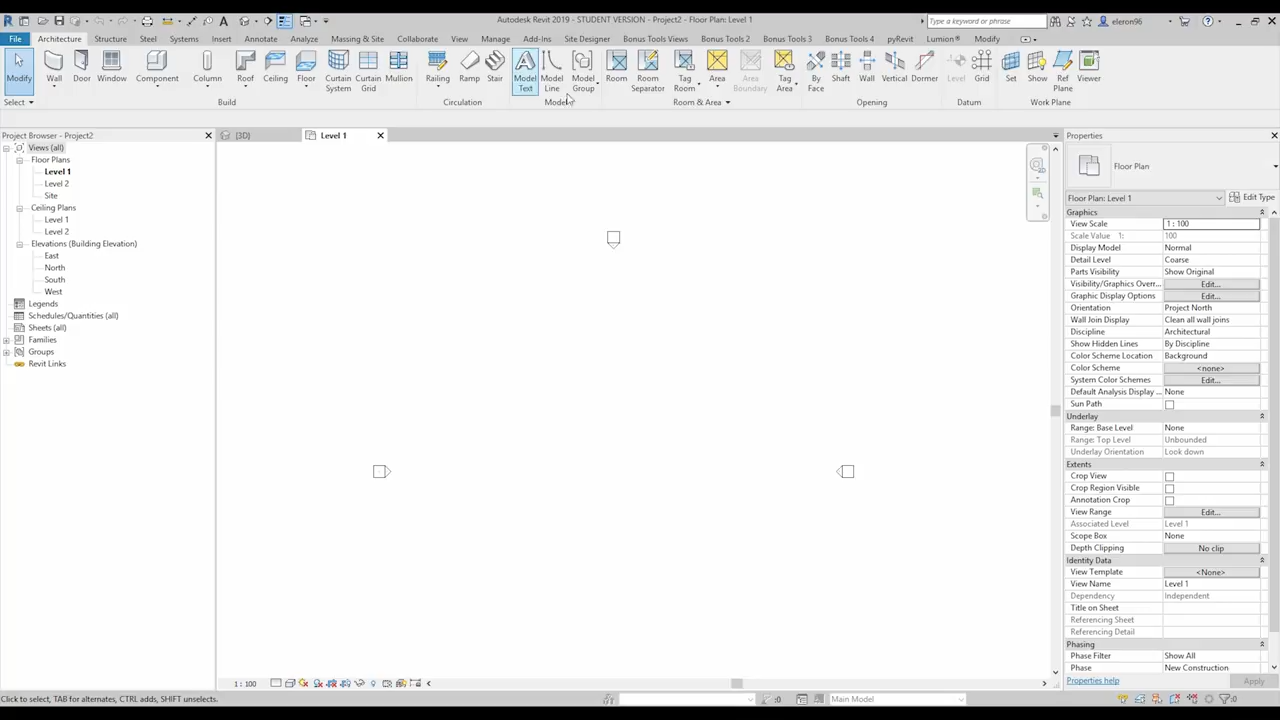 Autodesk Revit 2019 - STUDENT VERSION - Project2 - Floor Plan: Level 1
Type a keyword or phrase
eleron96
File Architecture Structure Steel Systems Insert Annotate Analyze Massing & Site Collaborate View Manage Add-Ins Site Designer Bonus Tools Views Bonus Tools 2 Bonus Tools 3 Bonus Tools 4 pyRevit Lumion® Modify
Modify Wall Door Window Component Column Roof Ceiling Floor Curtain System Curtain Grid Mullion Railing Ramp Stair Model Text Model Line Model Group Room Room Separator Tag Room Area Area Boundary Tag Area By Face Shaft Wall Vertical Dormer Level Grid Set Show Ref Plane Viewer
Select Build Circulation Model Room & Area Opening Datum Work Plane
Project Browser - Project2
{3D}
Level 1
Properties
Views (all)
Floor Plans
Level 1
Level 2
Site
Ceiling Plans
Level 1
Level 2
Elevations (Building Elevation)
East
North
South
West
Legends
Schedules/Quantities (all)
Sheets (all)
Families
Groups
Revit Links
Floor Plan
Floor Plan: Level 1 Edit Type
Graphics
View Scale 1 : 100
Scale Value 1: 100
Display Model Normal
Detail Level Coarse
Parts Visibility Show Original
Visibility/Graphics Overr... Edit...
Graphic Display Options Edit...
Orientation Project North
Wall Join Display Clean all wall joins
Discipline Architectural
Show Hidden Lines By Discipline
Color Scheme Location Background
Color Scheme <none>
System Color Schemes Edit...
Default Analysis Display ... None
Sun Path
Underlay
Range: Base Level None
Range: Top Level Unbounded
Underlay Orientation Look down
Extents
Crop View
Crop Region Visible
Annotation Crop
View Range Edit...
Associated Level Level 1
Scope Box None
Depth Clipping No clip
Identity Data
View Template <None>
View Name Level 1
Dependency Independent
Title on Sheet
Referencing Sheet
Referencing Detail
Phasing
Phase Filter Show All
Phase New Construction
Properties help Apply
1 : 100
Click to select, TAB for alternates, CTRL adds, SHIFT unselects.
:0
Main Model
:0